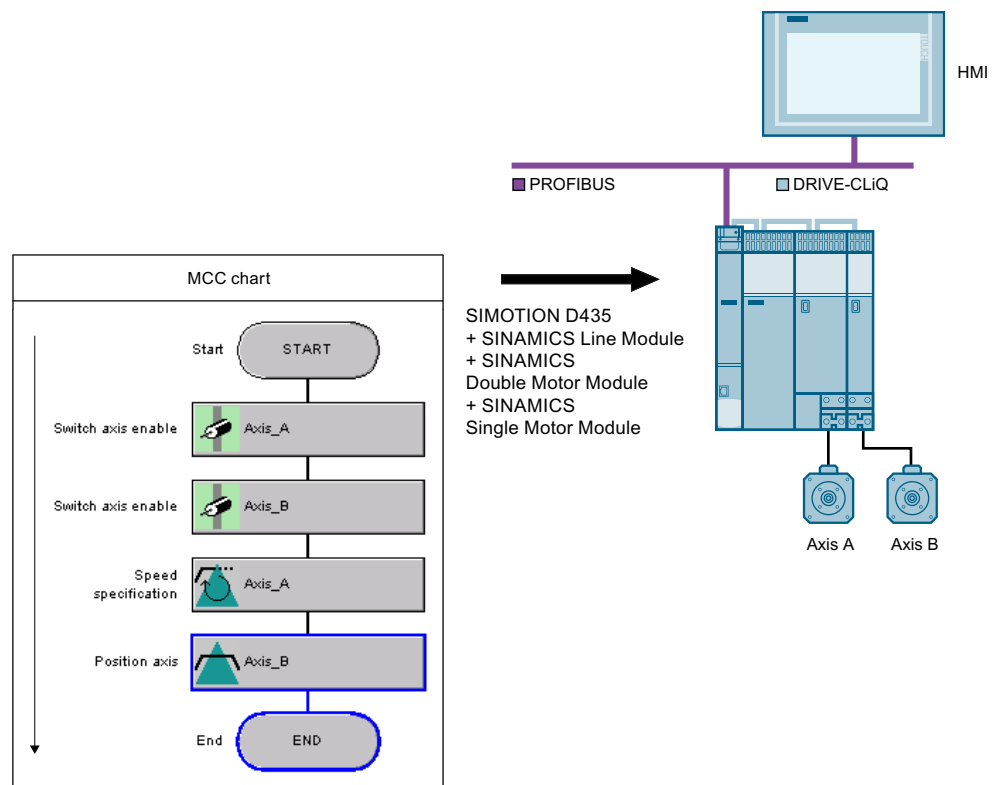 HMI
PROFIBUS
DRIVE-CLiQ
TOUCH
MCC chart
Start
START
Switch axis enable
Axis_A
Switch axis enable
Axis_B
Speed
specification
Axis_A
Position axis
Axis_B
End
END
SIMOTION D435
+ SINAMICS Line Module
+ SINAMICS
Double Motor Module
+ SINAMICS
Single Motor Module
Axis A
Axis B